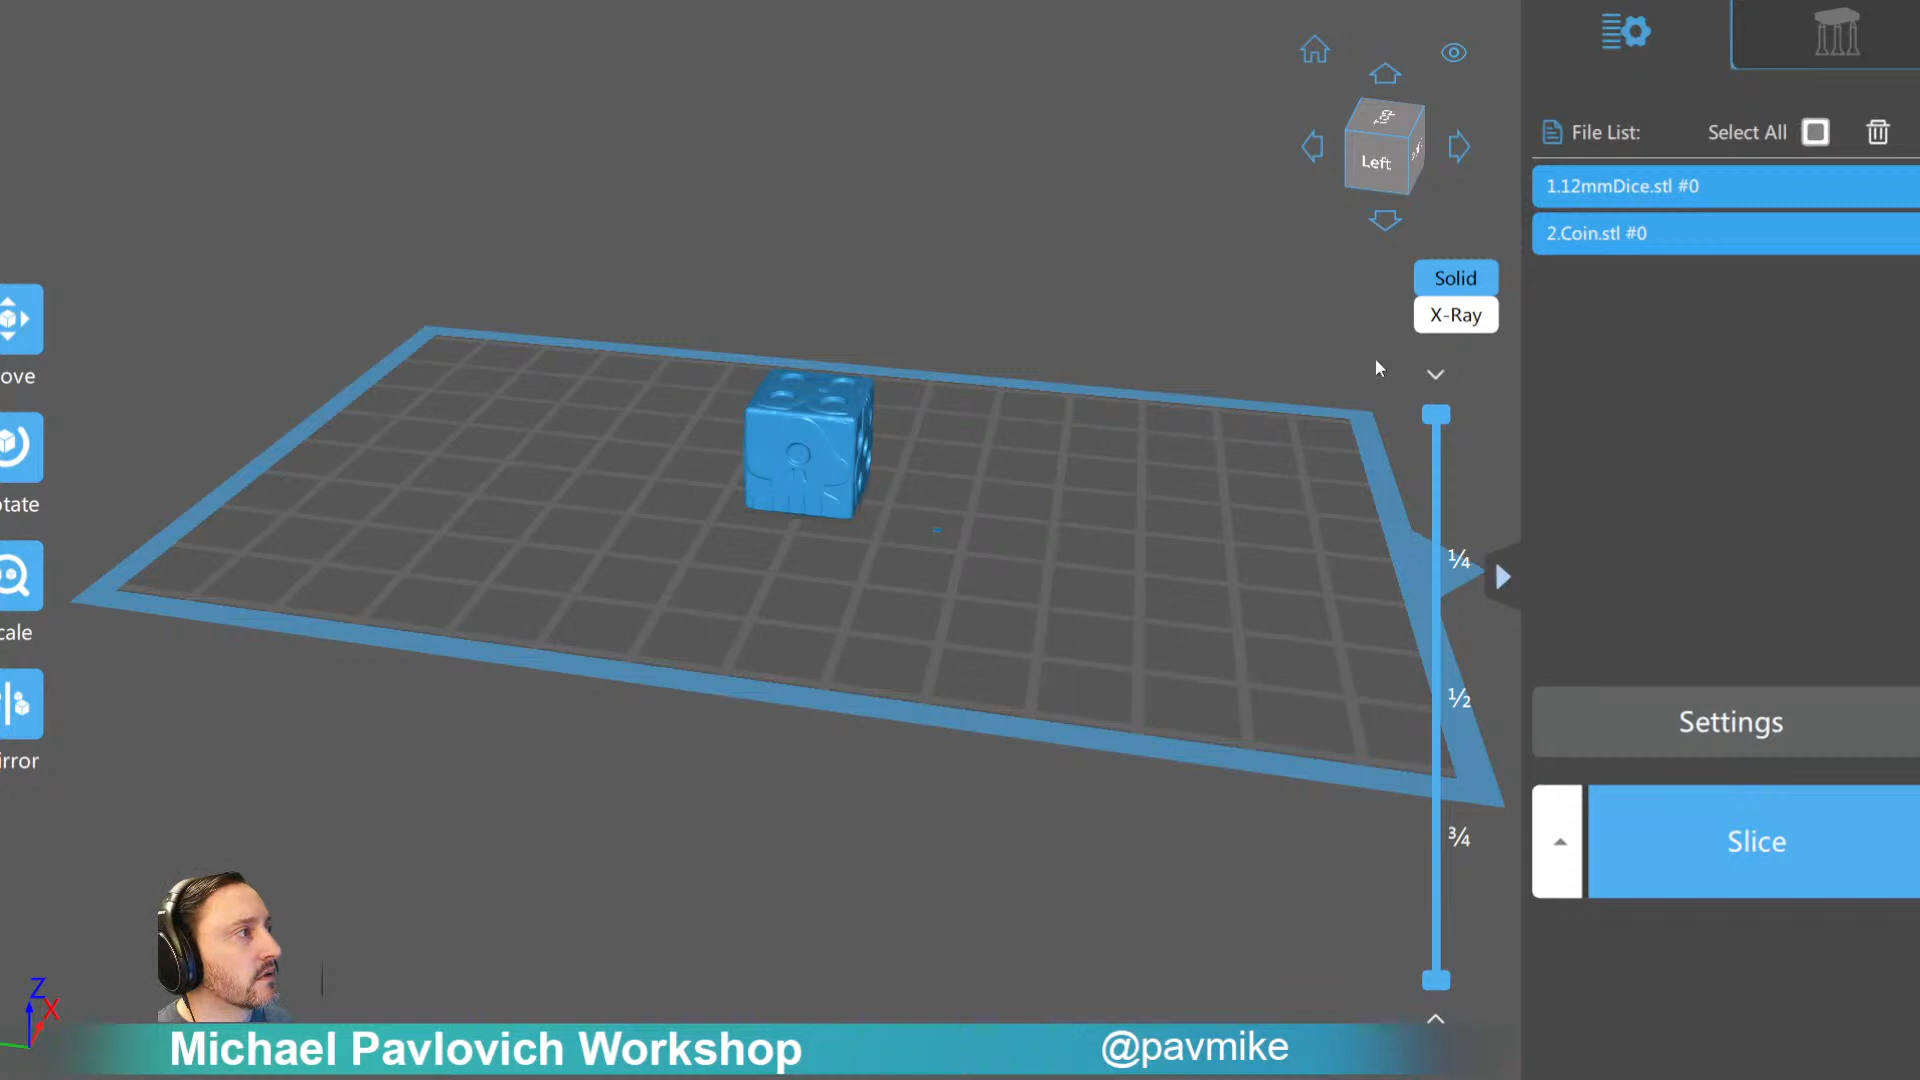 File List:
Select All
1.12mmDice.stl #0
2.Coin.stl #0
Left
Solid
X-Ray
ove
otate
cale
irror
¼
½
¾
Settings
Slice
Z
X
Michael Pavlovich Workshop
@pavmike